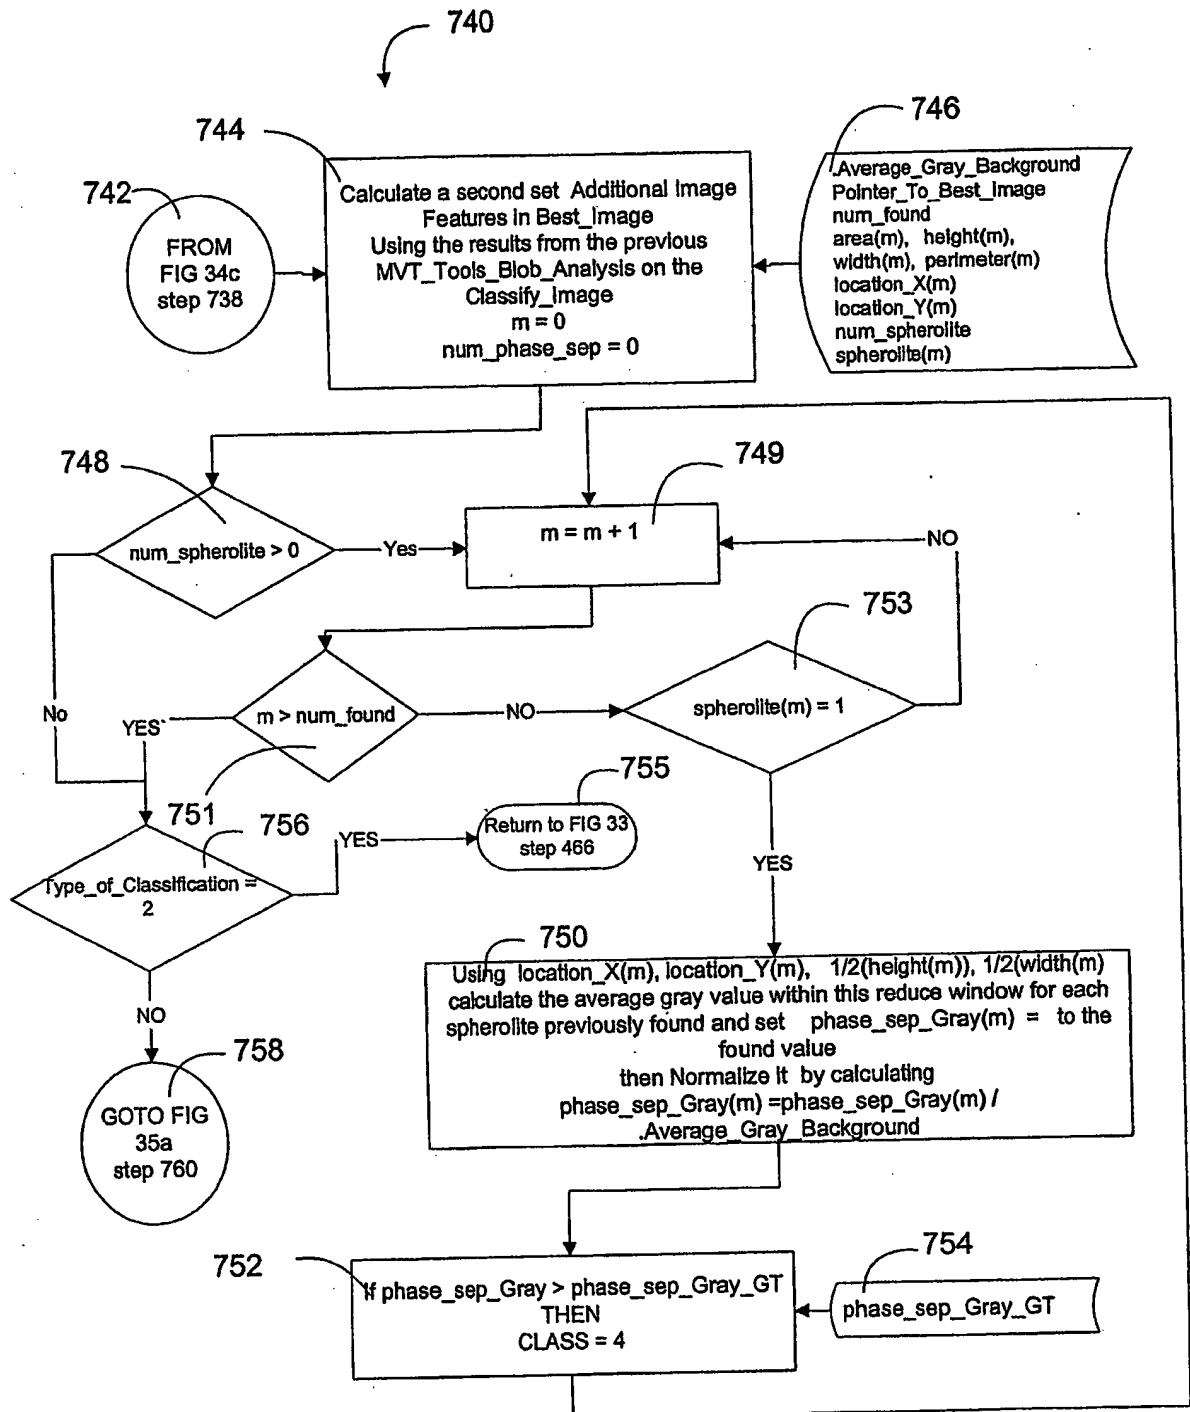 740
744
746
742
FROM
FIG 34c
step 738
Calculate a second set Additional Image
Features in Best_Image
Using the results from the previous
MVT_Tools_Blob_Analysis on the
Classify_Image
m = 0
num_phase_sep = 0
.Average_Gray_Background
Pointer_To_Best_Image
num_found
area(m), height(m),
width(m), perimeter(m)
location_X(m)
location_Y(m)
num_spherolite
spherolite(m)
748
749
num_spherolite > 0
Yes
m = m + 1
NO
753
No
YES
m > num_found
NO
spherolite(m) = 1
751
755
756
YES
Return to FIG 33
step 466
Type_of_Classification =
2
YES
NO
750
Using location_X(m), location_Y(m), 1/2(height(m)), 1/2(width(m)
calculate the average gray value within this reduce window for each
spherolite previously found and set phase_sep_Gray(m) = to the
found value
then Normalize it by calculating
phase_sep_Gray(m) =phase_sep_Gray(m) /
.Average_Gray_Background
758
GOTO FIG
35a
step 760
752
If phase_sep_Gray > phase_sep_Gray_GT
THEN
CLASS = 4
754
phase_sep_Gray_GT